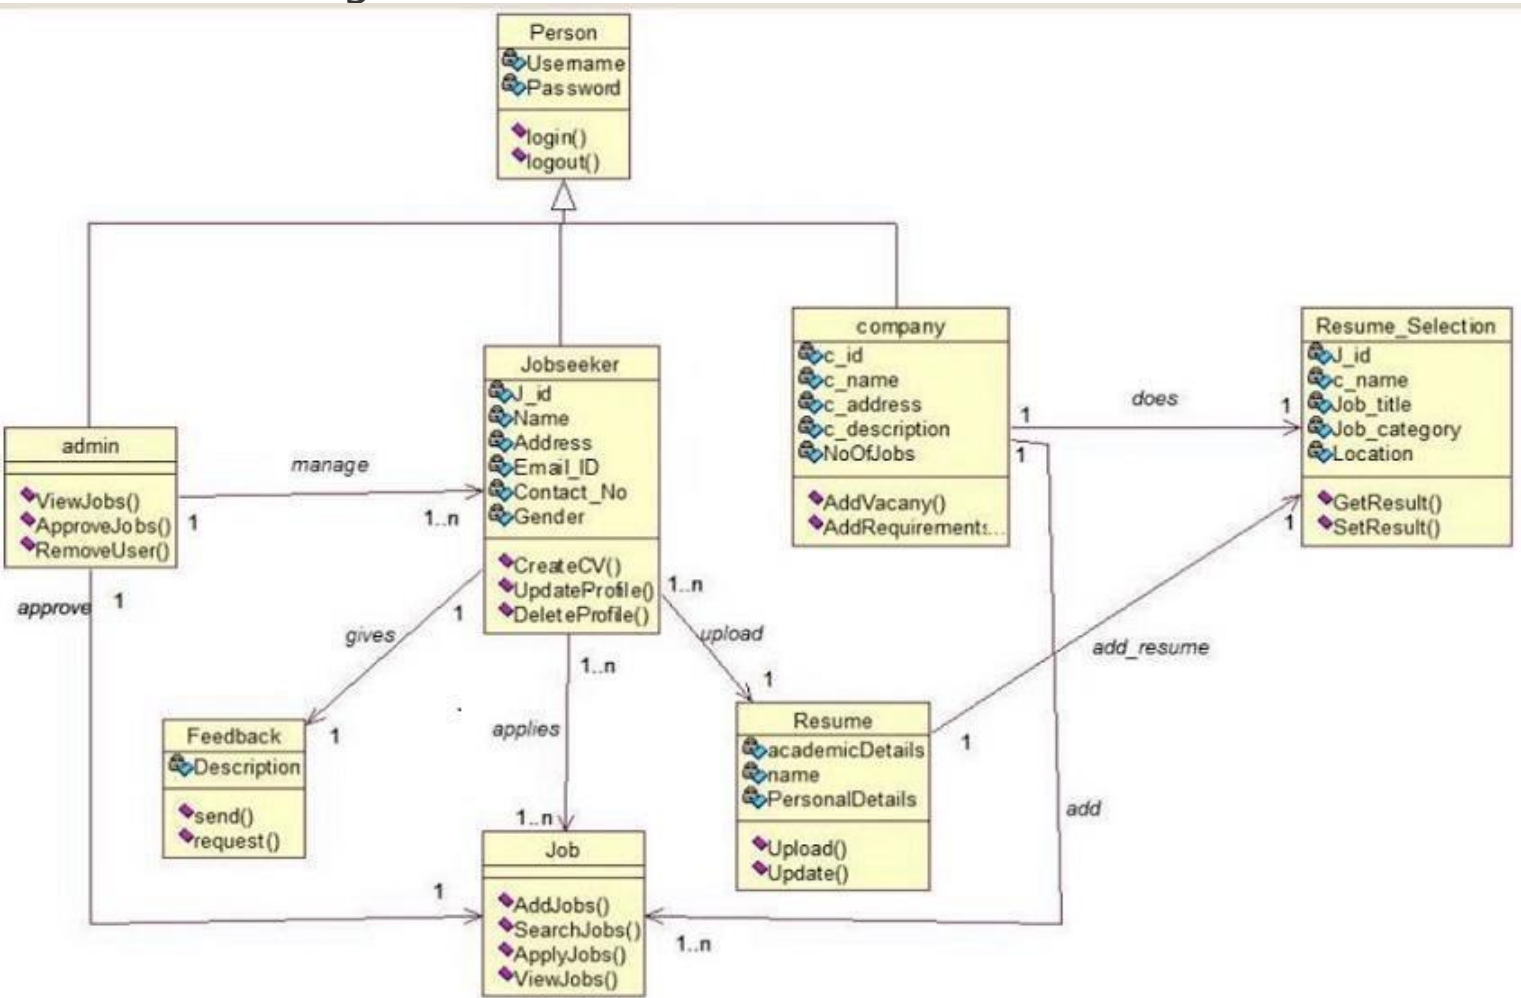 Person
Username
Password
login()
logout()
company
c_id
c_name
c_address
c_description
NoOfJobs
AddVacancy()
AddRequirements...
Resume_Selection
J_id
c_name
Job_title
Job_category
Location
GetResult()
SetResult()
Jobseeker
J_id
Name
Address
Email_ID
Contact_No
Gender
CreateCV()
UpdateProfile()
DeleteProfile()
admin
ViewJobs()
ApproveJobs()
RemoveUser()
manage
1
1..n
does
1
1
1
approve
1
gives
1
1
1..n
upload
1
1..n
applies
1..n
add_resume
1
1
Feedback
Description
send()
request()
Resume
academicDetails
name
PersonalDetails
Upload()
Update()
add
1
1..n
Job
AddJobs()
SearchJobs()
ApplyJobs()
ViewJobs()